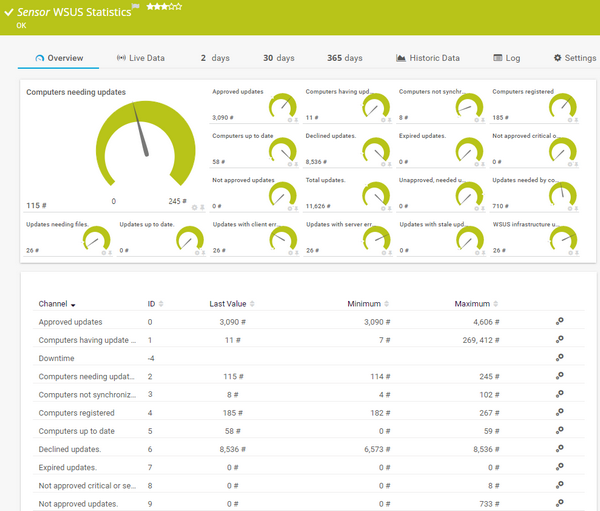 Sensor WSUS Statistics
OK
Overview Live Data 2 days 30 days 365 days Historic Data Log Settings
Computers needing updates
115 #
0
245 #
Approved updates
3,090 #
Computers having upd...
11 #
Computers not synchr...
8 #
Computers registered
185 #
Computers up to date
58 #
Declined updates.
8,536 #
Expired updates.
0 #
Not approved critical o...
0 #
Not approved updates
0 #
Total updates.
11,626 #
Unapproved, needed u...
0 #
Updates needed by co...
710 #
Updates needing files.
26 #
Updates up to date.
0 #
Updates with client err...
26 #
Updates with server err...
26 #
Updates with stale upd...
0 #
WSUS infrastructure u...
26 #
Channel ID Last Value Minimum Maximum
Approved updates 0 3,090 # 3,090 # 4,606 #
Computers having update ... 1 11 # 7 # 269, 412 #
Downtime -4
Computers needing updat... 2 115 # 114 # 245 #
Computers not synchroniz... 3 8 # 4 # 102 #
Computers registered 4 185 # 182 # 267 #
Computers up to date 5 58 # 0 # 59 #
Declined updates. 6 8,536 # 6,573 # 8,536 #
Expired updates. 7 0 # 0 # 0 #
Not approved critical or se... 8 0 # 0 # 8 #
Not approved updates. 9 0 # 0 # 733 #